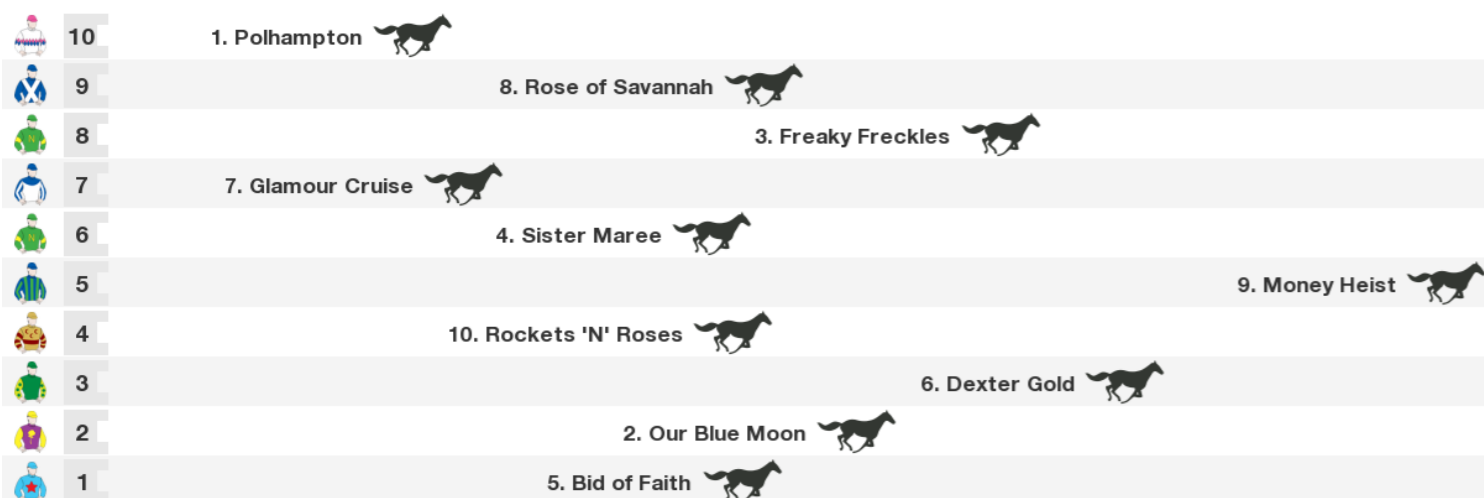 10 1. Polhampton
9 8. Rose of Savannah
8 3. Freaky Freckles
7 7. Glamour Cruise
N
6 4. Sister Maree
N
5 9. Money Heist
4 10. Rockets 'N' Roses
3 6. Dexter Gold
2 2. Our Blue Moon
1 5. Bid of Faith